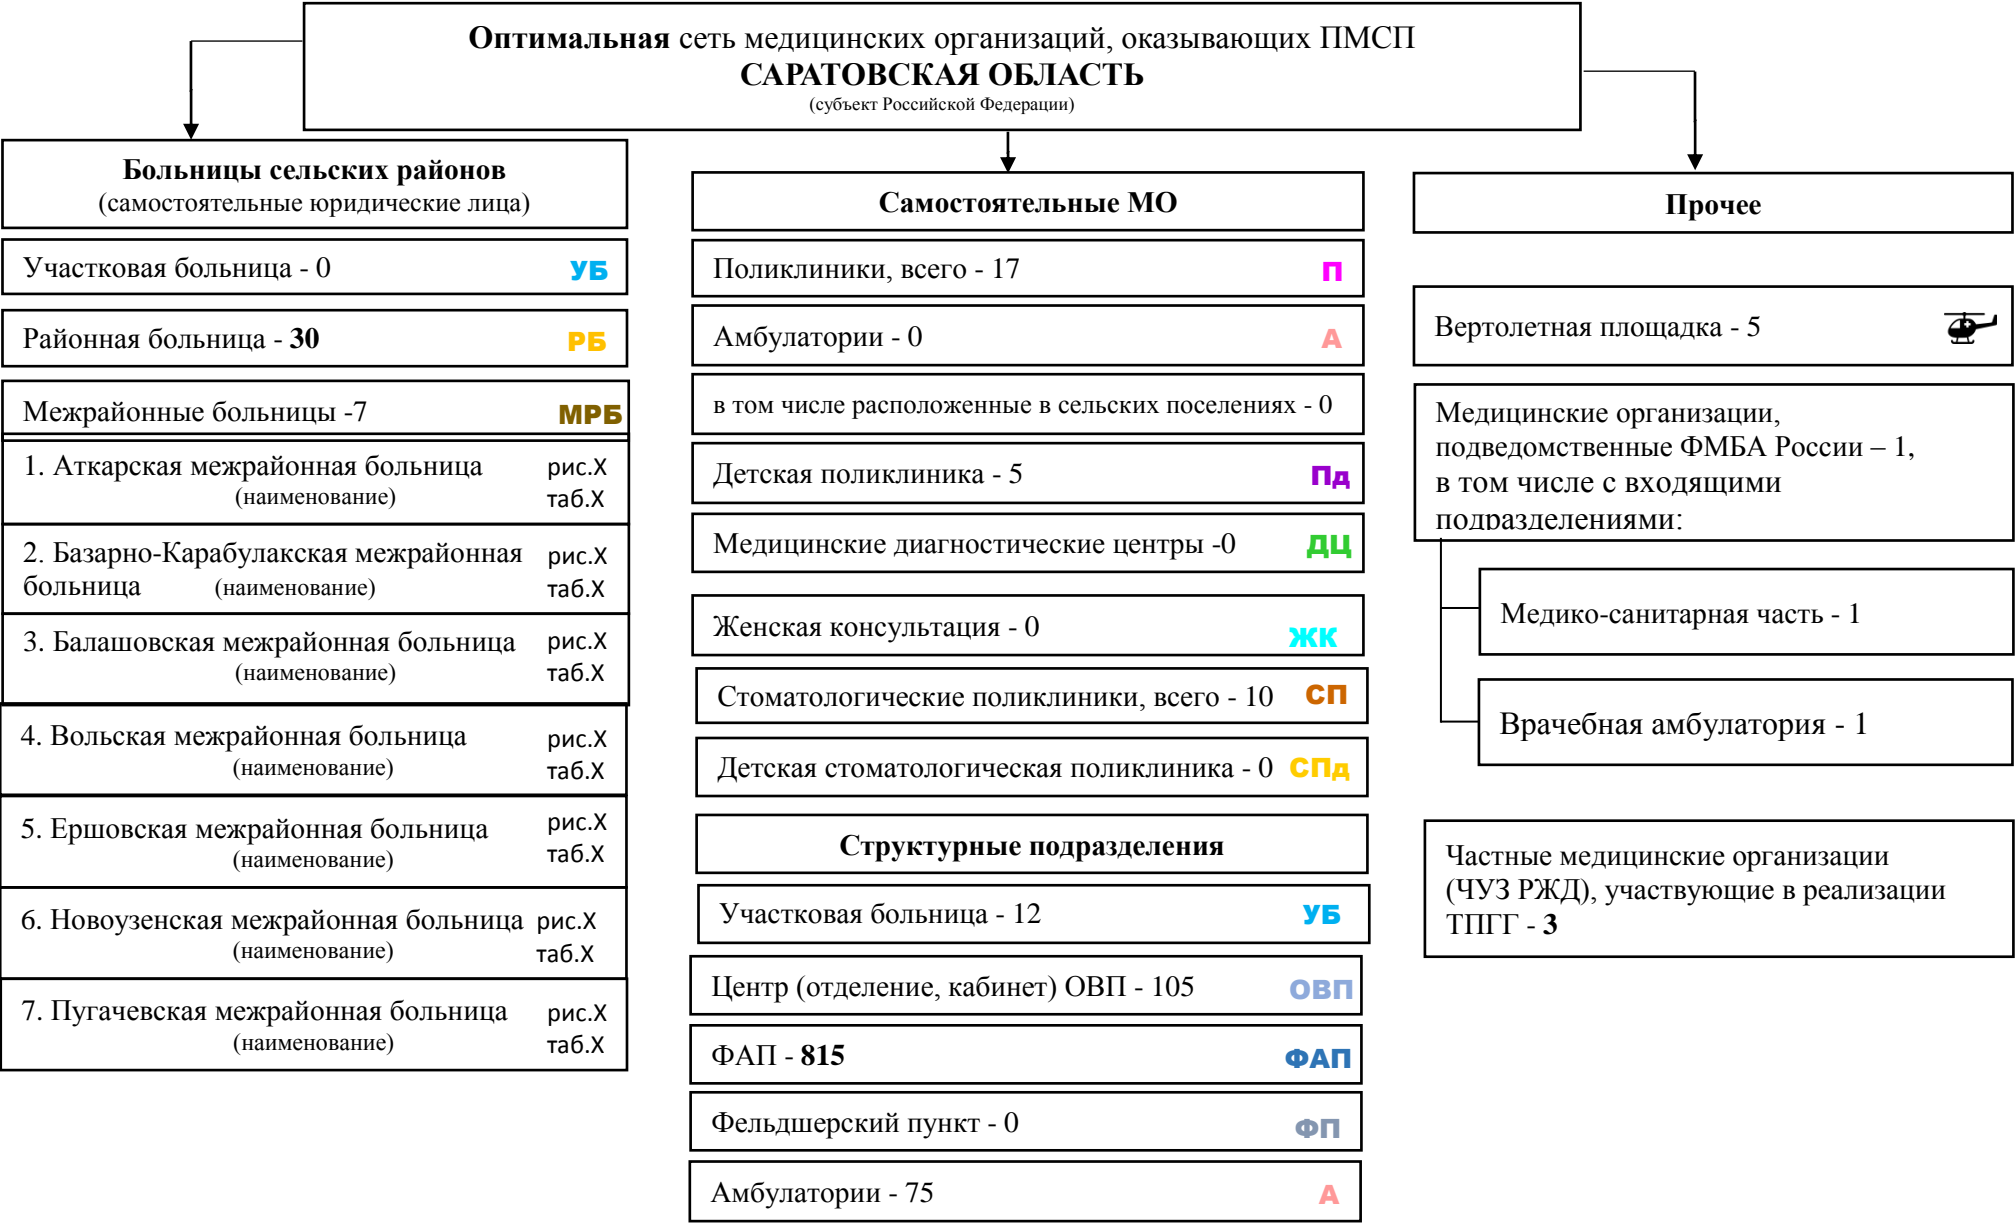 Оптимальная сеть медицинских организаций, оказывающих ПМСП
САРАТОВСКАЯ ОБЛАСТЬ
(субъект Российской Федерации)
Больницы сельских районов
(самостоятельные юридические лица)
Участковая больница - 0 УБ
Районная больница - 30 РБ
Межрайонные больницы -7 МРБ
1. Аткарская межрайонная больница рис.X
(наименование) таб.X
2. Базарно-Карабулакская межрайонная рис.X
больница (наименование) таб.X
3. Балашовская межрайонная больница рис.X
(наименование) таб.X
4. Вольская межрайонная больница рис.X
(наименование) таб.X
5. Ершовская межрайонная больница рис.X
(наименование) таб.X
6. Новоузенская межрайонная больница рис.X
(наименование) таб.X
7. Пугачевская межрайонная больница рис.X
(наименование) таб.X
Самостоятельные МО
Поликлиники, всего - 17 П
Амбулатории - 0 А
в том числе расположенные в сельских поселениях - 0
Детская поликлиника - 5 Пд
Медицинские диагностические центры -0 ДЦ
Женская консультация - 0 ЖК
Стоматологические поликлиники, всего - 10 СП
Детская стоматологическая поликлиника - 0 СПд
Структурные подразделения
Участковая больница - 12 УБ
Центр (отделение, кабинет) ОВП - 105 ОВП
ФАП - 815 ФАП
Фельдшерский пункт - 0 ФП
Амбулатории - 75 А
Прочее
Вертолетная площадка - 5
Медицинские организации,
подведомственные ФМБА России – 1,
в том числе с входящими
подразделениями:
Медико-санитарная часть - 1
Врачебная амбулатория - 1
Частные медицинские организации
(ЧУЗ РЖД), участвующие в реализации
ТПГГ - 3